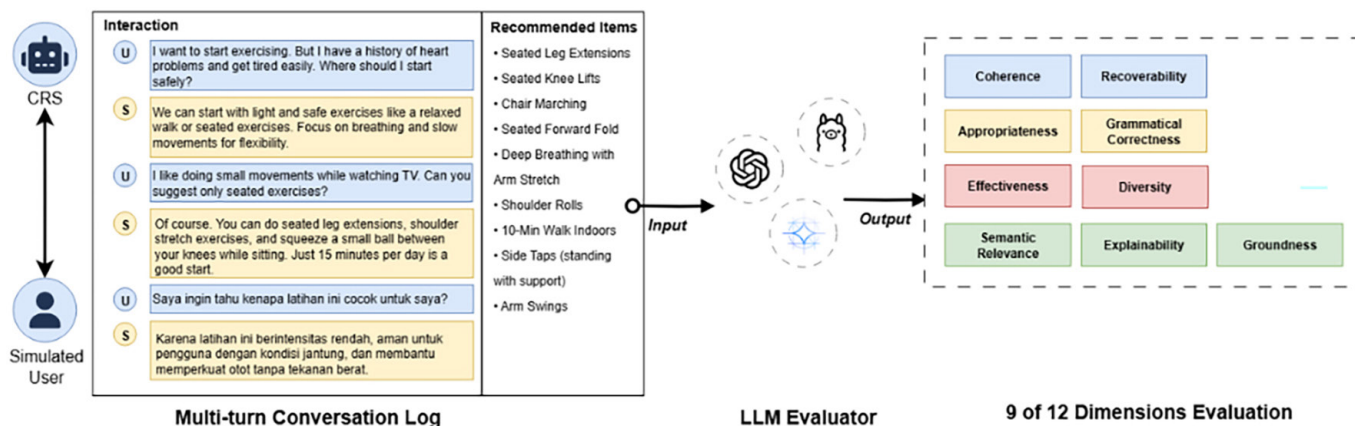 Interaction
U
I want to start exercising. But I have a history of heart
problems and get tired easily. Where should I start
safely?
S
We can start with light and safe exercises like a relaxed
walk or seated exercises. Focus on breathing and slow
movements for flexibility.
U
I like doing small movements while watching TV. Can you
suggest only seated exercises?
S
Of course. You can do seated leg extensions, shoulder
stretch exercises, and squeeze a small ball between
your knees while sitting. Just 15 minutes per day is a
good start.
U
Saya ingin tahu kenapa latihan ini cocok untuk saya?
S
Karena latihan ini berintensitas rendah, aman untuk
pengguna dengan kondisi jantung, dan membantu
memperkuat otot tanpa tekanan berat.
CRS
Simulated
User
Recommended Items
• Seated Leg Extensions
• Seated Knee Lifts
• Chair Marching
• Seated Forward Fold
• Deep Breathing with
Arm Stretch
• Shoulder Rolls
• 10-Min Walk Indoors
• Side Taps (standing
with support)
• Arm Swings
Input
Output
Coherence
Recoverability
Appropriateness
Grammatical
Correctness
Effectiveness
Diversity
Semantic
Relevance
Explainability
Groundness
Multi-turn Conversation Log
LLM Evaluator
9 of 12 Dimensions Evaluation